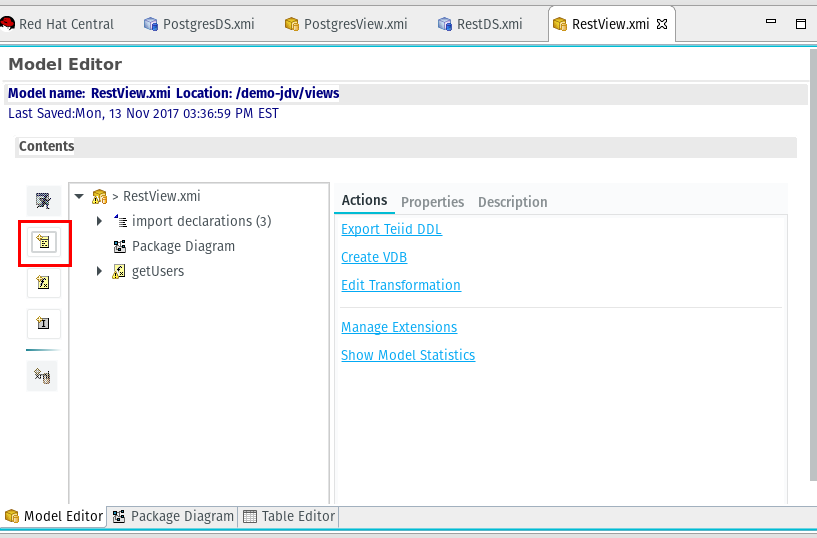 Red Hat Central PostgresDS.xmi PostgresView.xmi RestDS.xmi RestView.xmi
Model Editor
Model name: RestView.xmi Location: /demo-jdv/views
Last Saved:Mon, 13 Nov 2017 03:36:59 PM EST
Contents
> RestView.xmi
import declarations (3)
Package Diagram
getUsers
Actions Properties Description
Export Teiid DDL
Create VDB
Edit Transformation
Manage Extensions
Show Model Statistics
Model Editor Package Diagram Table Editor